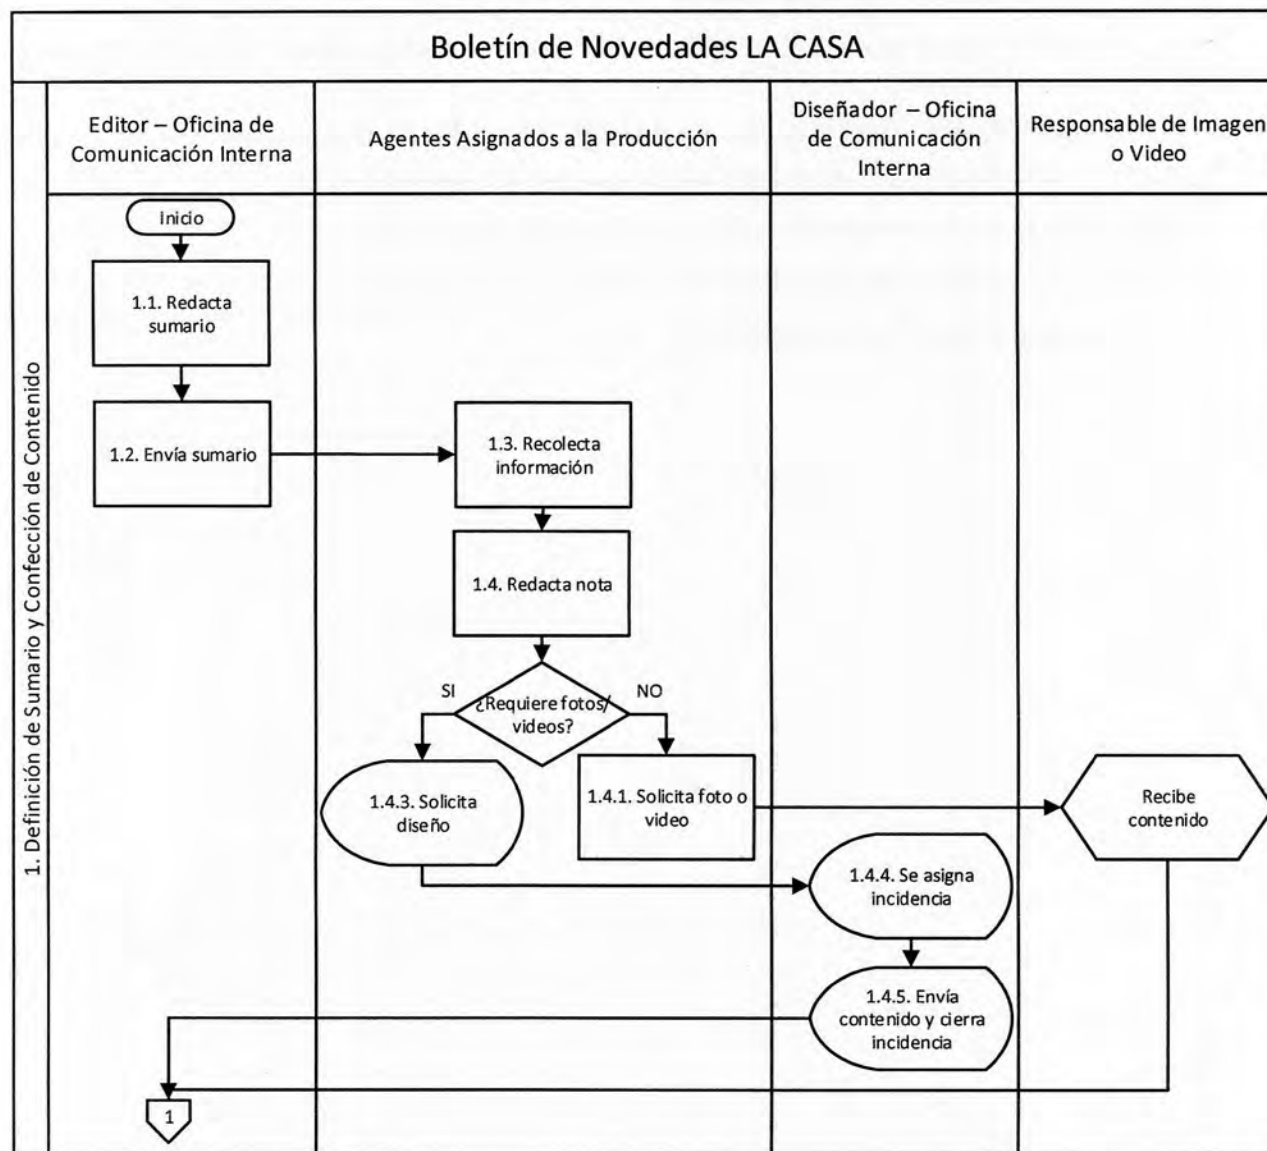 Boletín de Novedades LA CASA
Editor – Oficina de
Comunicación Interna
Agentes Asignados a la Producción
Diseñador – Oficina
de Comunicación
Interna
Responsable de Imagen
o Video
1. Definición de Sumario y Confección de Contenido
Inicio
1.1. Redacta
sumario
1.2. Envía sumario
1.3. Recolecta
información
1.4. Redacta nota
¿Requiere fotos/
videos?
SI
NO
1.4.3. Solicita
diseño
1.4.1. Solicita foto o
video
Recibe
contenido
1.4.4. Se asigna
incidencia
1.4.5. Envía
contenido y cierra
incidencia
1